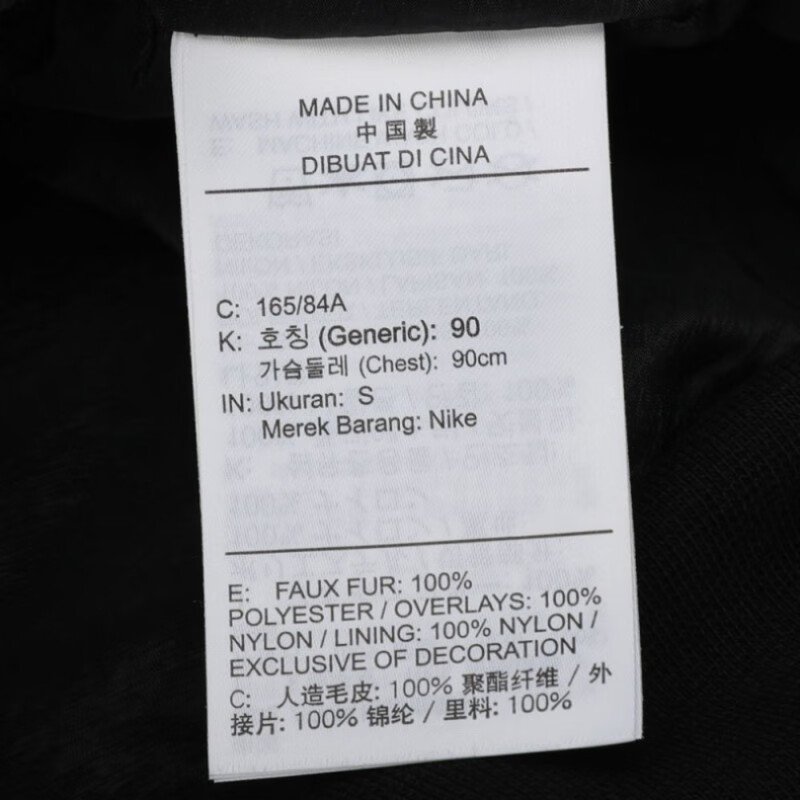 MADE IN CHINA
中国製
DIBUAT DI CINA
C: 165/84A
K: 호칭 (Generic): 90
가슴둘레 (Chest): 90cm
IN: Ukuran: S
Merek Barang: Nike
E: FAUX FUR: 100%
POLYESTER / OVERLAYS: 100%
NYLON / LINING: 100% NYLON /
EXCLUSIVE OF DECORATION
C: 人造毛皮: 100% 聚酯纤维 / 外
接片: 100% 锦纶 / 里料: 100%